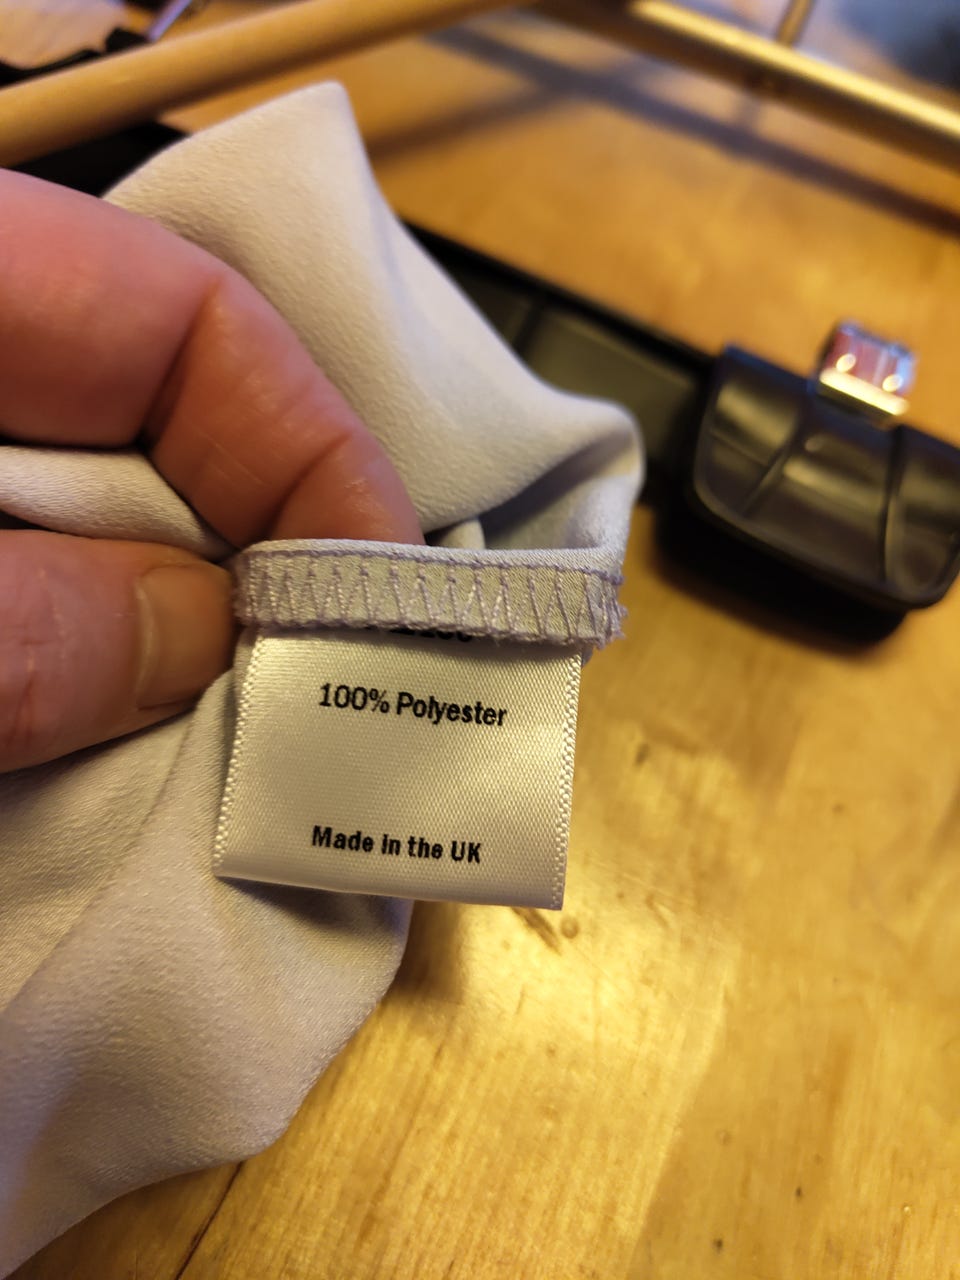 100% Polyester
Made in the UK